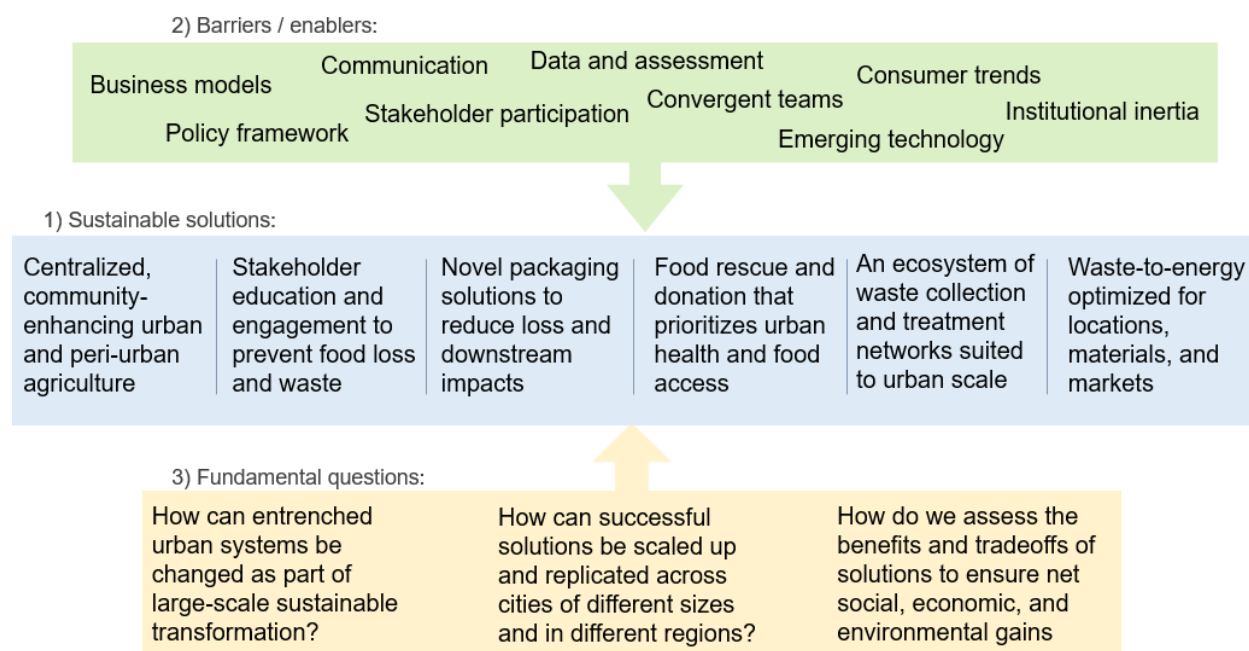 2) Barriers / enablers:
Business models
Communication
Data and assessment
Consumer trends
Policy framework
Stakeholder participation
Convergent teams
Emerging technology
Institutional inertia
1) Sustainable solutions:
Centralized,
community-
enhancing urban
and peri-urban
agriculture
Stakeholder
education and
engagement to
prevent food loss
and waste
Novel packaging
solutions to
reduce loss and
downstream
impacts
Food rescue and
donation that
prioritizes urban
health and food
access
An ecosystem of
waste collection
and treatment
networks suited
to urban scale
Waste-to-energy
optimized for
locations,
materials, and
markets
3) Fundamental questions:
How can entrenched
urban systems be
changed as part of
large-scale sustainable
transformation?
How can successful
solutions be scaled up
and replicated across
cities of different sizes
and in different regions?
How do we assess the
benefits and tradeoffs of
solutions to ensure net
social, economic, and
environmental gains